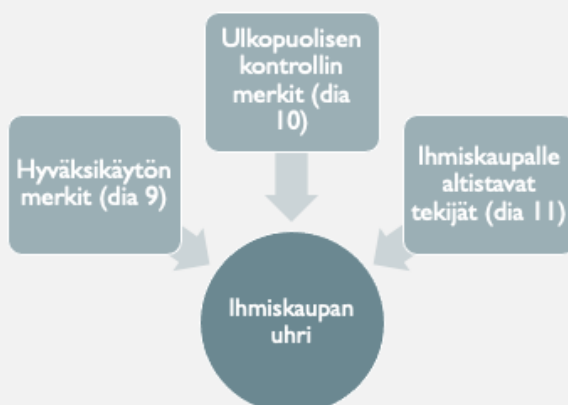 Ulkopuolisen
kontrollin
merkit (dia
10)
Hyväksikäytön
merkit (dia 9)
Ihmiskaupalle
altistavat
tekijät (dia 11)
Ihmiskaupan
uhri